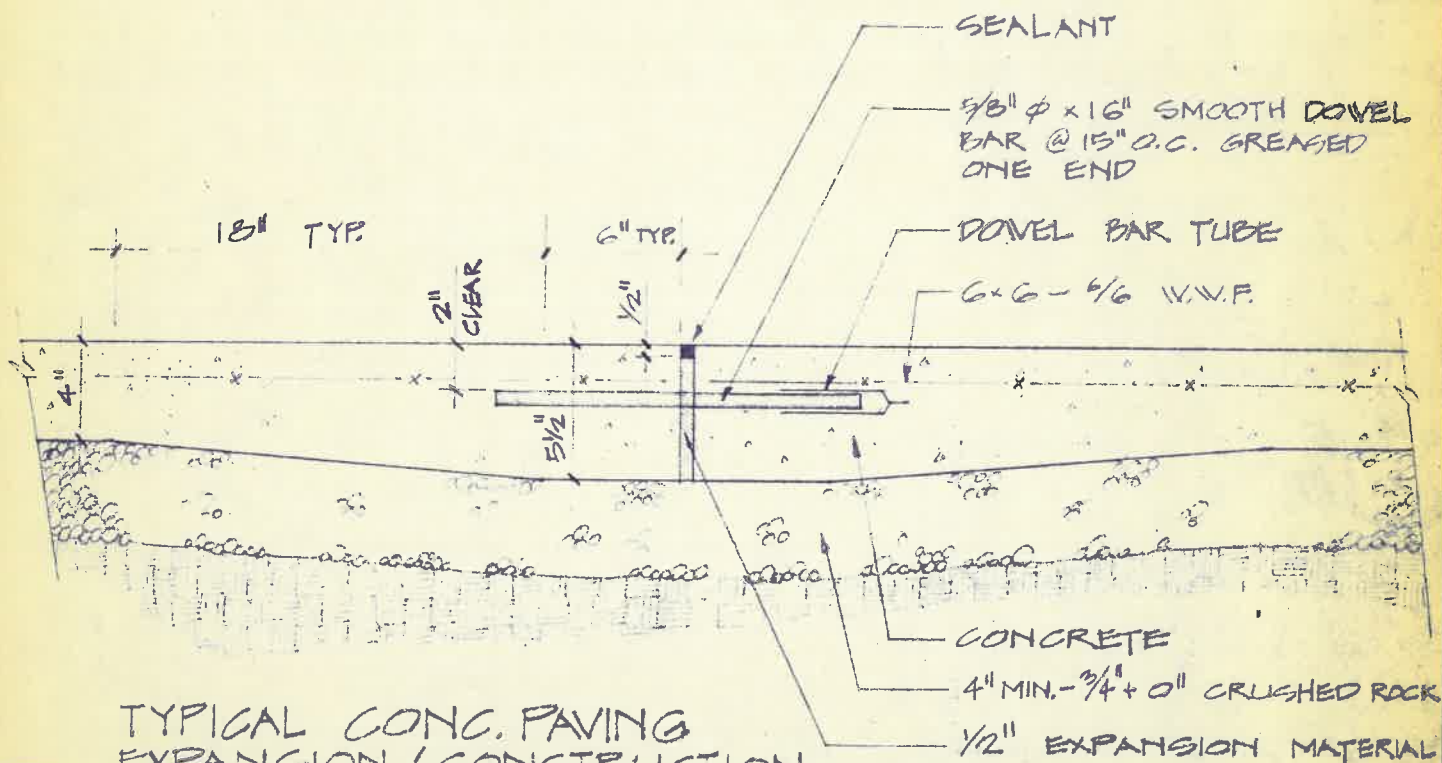 SEALANT
5/8" φ x 16" SMOOTH DOWEL
BAR @ 15" O.C. GREASED
ONE END
18" TYP.
6" TYP.
DOWEL BAR TUBE
2"
CLEAR
1/2"
6x6 - 6/6 W.W.F.
4"
5 1/2"
CONCRETE
4" MIN. - 3/4" + 0" CRUSHED ROCK
1/2" EXPANSION MATERIAL
TYPICAL CONC. PAVING
EXPANSION / CONSTRUCTION